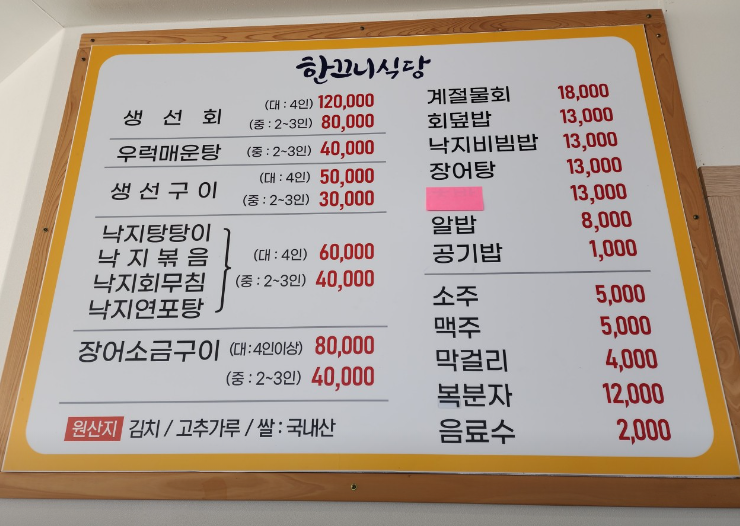 한끄니식당
생선회 (대 : 4인) 120,000
(중 : 2~3인) 80,000
우럭매운탕 (중 : 2~3인) 40,000
생선구이 (대 : 4인) 50,000
(중 : 2~3인) 30,000
낙지탕탕이
낙지볶음 (대 : 4인) 60,000
낙지회무침 (중 : 2~3인) 40,000
낙지연포탕
장어소금구이 (대:4인이상) 80,000
(중 : 2~3인) 40,000
원산지 김치 / 고추가루 / 쌀 : 국내산
계절물회 18,000
회덮밥 13,000
낙지비빔밥 13,000
장어탕 13,000
13,000
알밥 8,000
공기밥 1,000
소주 5,000
맥주 5,000
막걸리 4,000
복분자 12,000
음료수 2,000